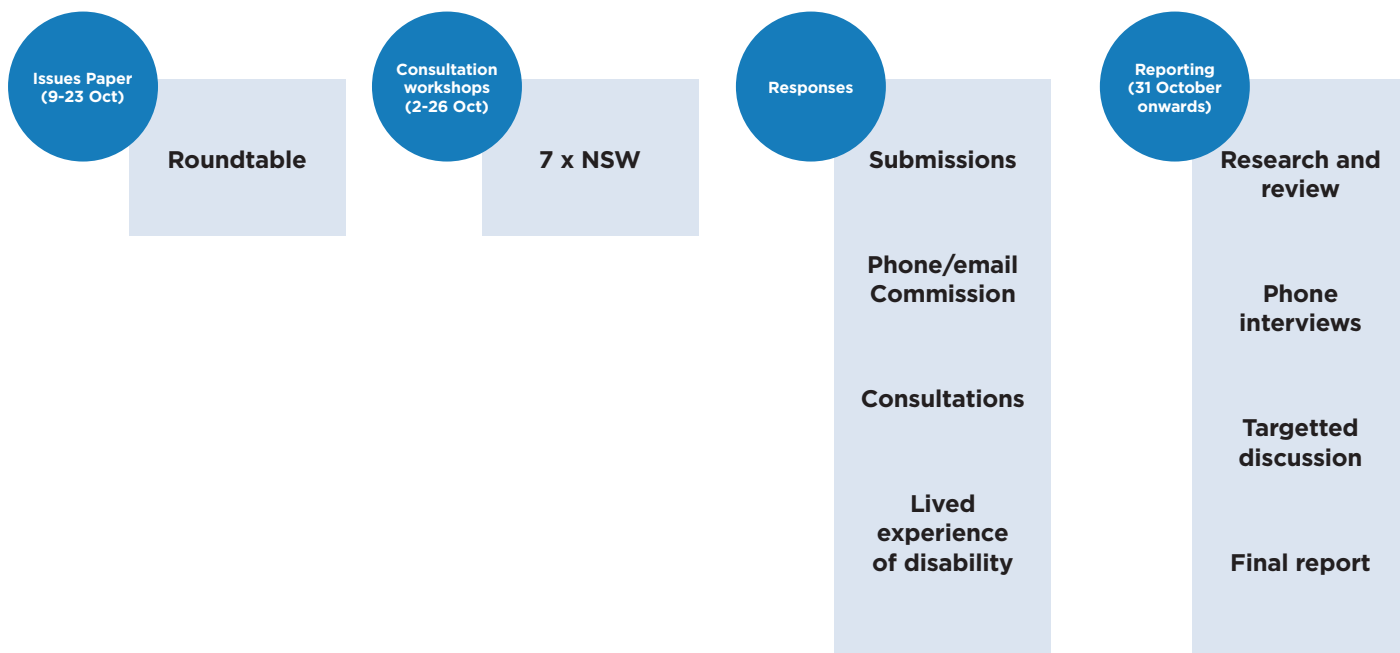 Issues Paper
(9-23 Oct)
Roundtable
Consultation
workshops
(2-26 Oct)
7 x NSW
Responses
Submissions
Phone/email
Commission
Consultations
Lived
experience
of disability
Reporting
(31 October
onwards)
Research and
review
Phone
interviews
Targetted
discussion
Final report